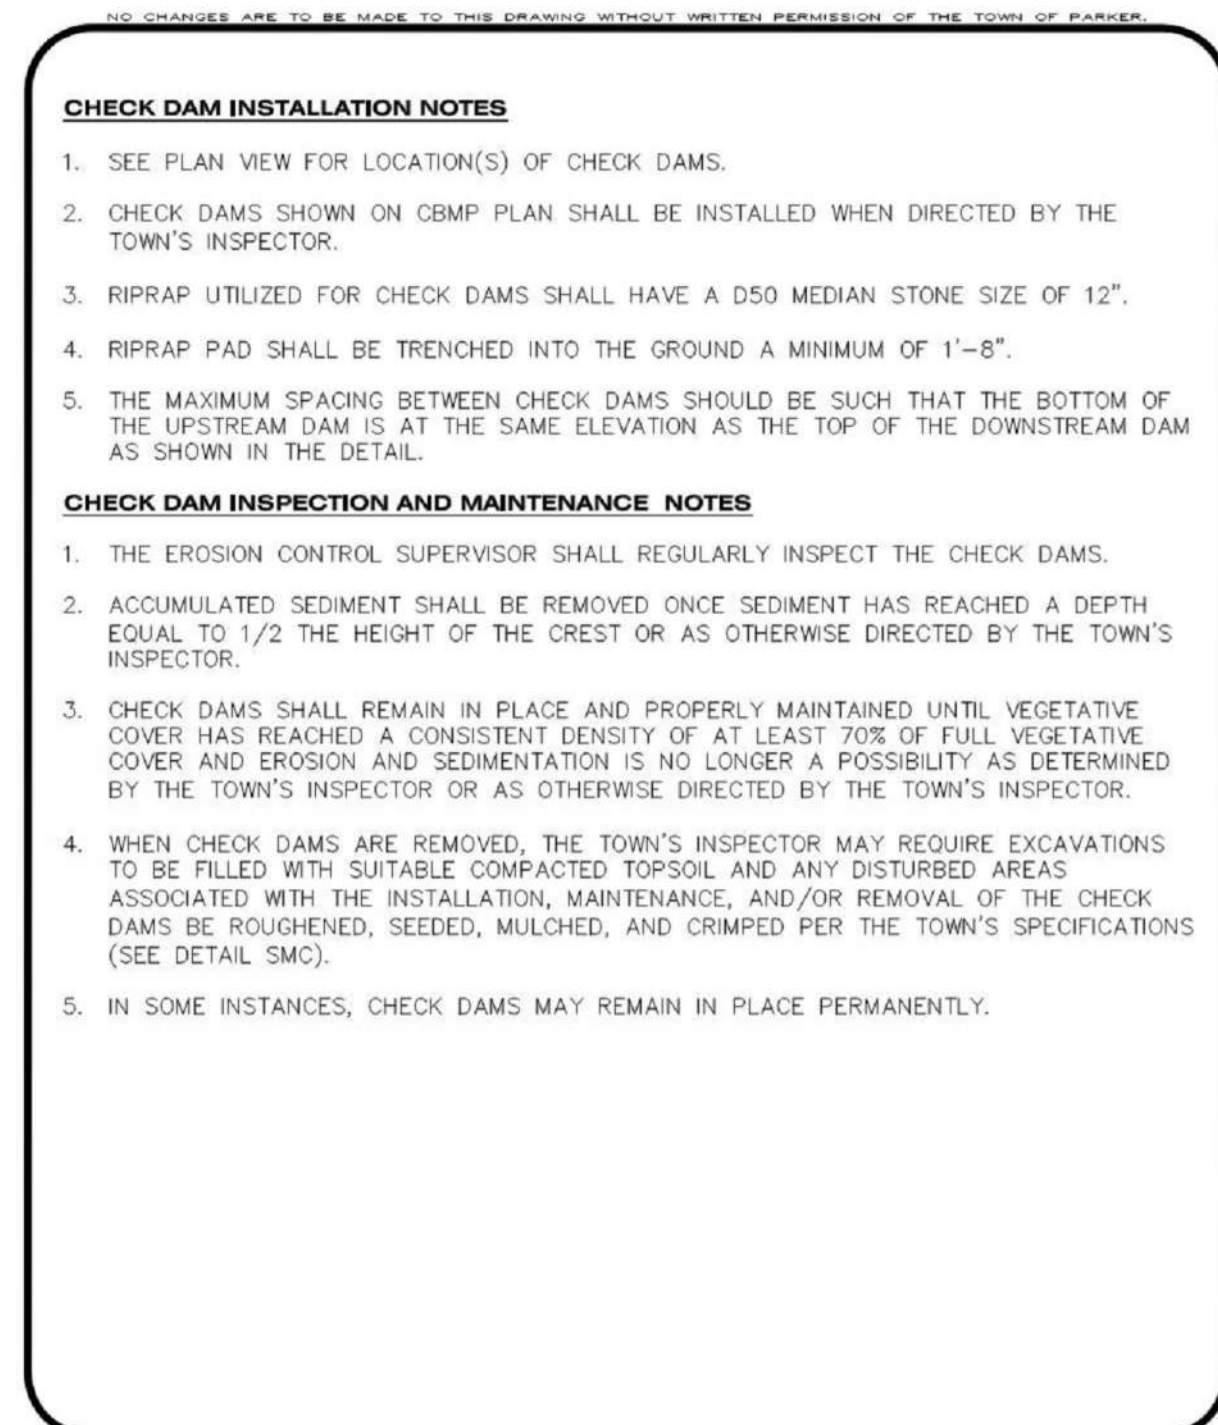 NO CHANGES ARE TO BE MADE TO THIS DRAWING WITHOUT WRITTEN PERMISSION OF THE TOWN OF PARKER.
CHECK DAM INSTALLATION NOTES
1. SEE PLAN VIEW FOR LOCATION(S) OF CHECK DAMS.
2. CHECK DAMS SHOWN ON CBMP PLAN SHALL BE INSTALLED WHEN DIRECTED BY THE
TOWN'S INSPECTOR.
3. RIPRAP UTILIZED FOR CHECK DAMS SHALL HAVE A D50 MEDIAN STONE SIZE OF 12".
4. RIPRAP PAD SHALL BE TRENCHED INTO THE GROUND A MINIMUM OF 1'-8".
5. THE MAXIMUM SPACING BETWEEN CHECK DAMS SHOULD BE SUCH THAT THE BOTTOM OF
THE UPSTREAM DAM IS AT THE SAME ELEVATION AS THE TOP OF THE DOWNSTREAM DAM
AS SHOWN IN THE DETAIL.
CHECK DAM INSPECTION AND MAINTENANCE NOTES
1. THE EROSION CONTROL SUPERVISOR SHALL REGULARLY INSPECT THE CHECK DAMS.
2. ACCUMULATED SEDIMENT SHALL BE REMOVED ONCE SEDIMENT HAS REACHED A DEPTH
EQUAL TO 1/2 THE HEIGHT OF THE CREST OR AS OTHERWISE DIRECTED BY THE TOWN'S
INSPECTOR.
3. CHECK DAMS SHALL REMAIN IN PLACE AND PROPERLY MAINTAINED UNTIL VEGETATIVE
COVER HAS REACHED A CONSISTENT DENSITY OF AT LEAST 70% OF FULL VEGETATIVE
COVER AND EROSION AND SEDIMENTATION IS NO LONGER A POSSIBILITY AS DETERMINED
BY THE TOWN'S INSPECTOR OR AS OTHERWISE DIRECTED BY THE TOWN'S INSPECTOR.
4. WHEN CHECK DAMS ARE REMOVED, THE TOWN'S INSPECTOR MAY REQUIRE EXCAVATIONS
TO BE FILLED WITH SUITABLE COMPACTED TOPSOIL AND ANY DISTURBED AREAS
ASSOCIATED WITH THE INSTALLATION, MAINTENANCE, AND/OR REMOVAL OF THE CHECK
DAMS BE ROUGHENED, SEEDED, MULCHED, AND CRIMPED PER THE TOWN'S SPECIFICATIONS
(SEE DETAIL SMC).
5. IN SOME INSTANCES, CHECK DAMS MAY REMAIN IN PLACE PERMANENTLY.